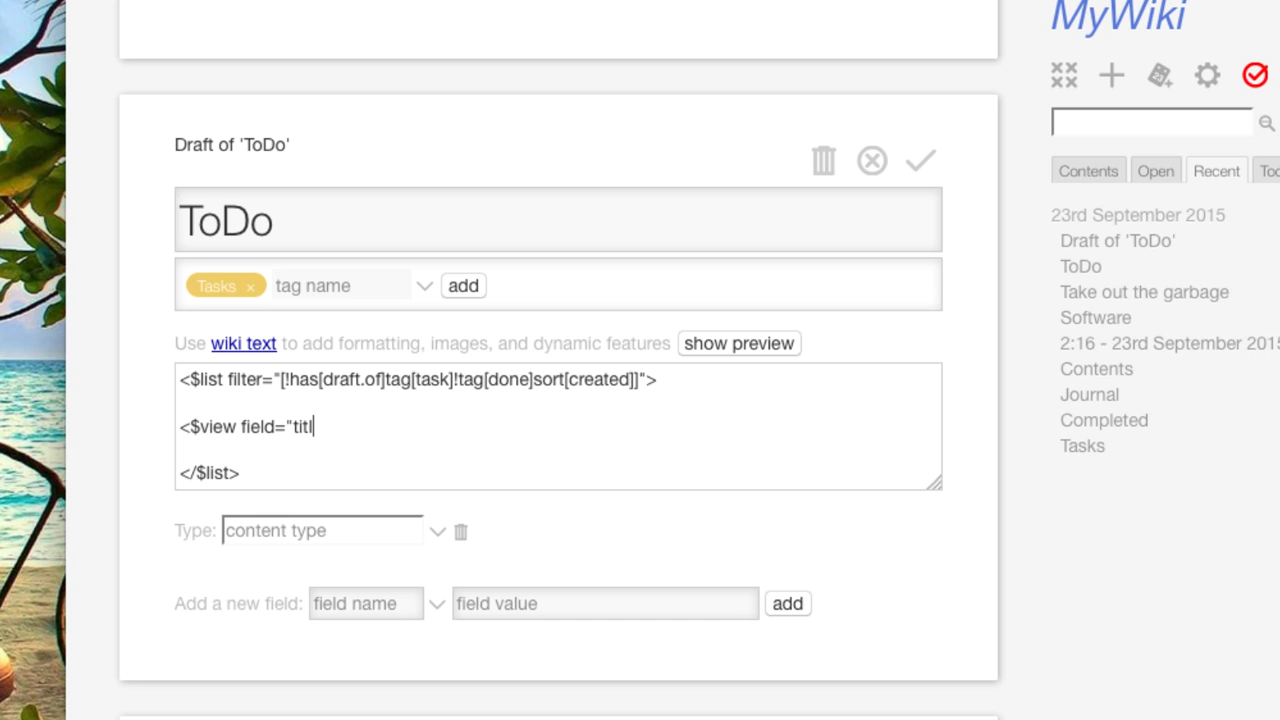 MyWiki
Draft of 'ToDo'
ToDo
Tasks × tag name add
Use wiki text to add formatting, images, and dynamic features show preview
<$list filter="[!has[draft.of]tag[task]!tag[done]sort[created]]">
<$view field="titl
</$list>
Type: content type
Add a new field: field name field value add
Contents Open Recent Too
23rd September 2015
Draft of 'ToDo'
ToDo
Take out the garbage
Software
2:16 - 23rd September 2015
Contents
Journal
Completed
Tasks